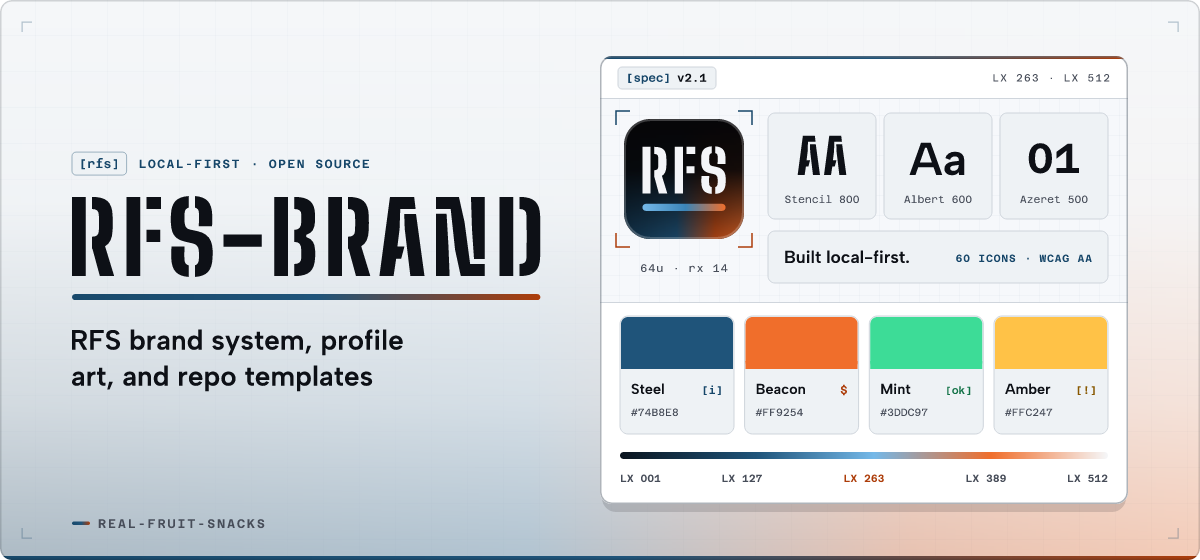 [rfs] LOCAL-FIRST · OPEN SOURCE
RFS-BRAND
RFS brand system, profile
art, and repo templates
REAL-FRUIT-SNACKS
[spec] v2.1
LX 263 · LX 512
RFS
64u · rx 14
AA
Stencil 800
Aa
Albert 600
01
Azeret 500
Built local-first.
60 ICONS · WCAG AA
Steel [i]
#74B8E8
Beacon $
#FF9254
Mint [ok]
#3DDC97
Amber [!]
#FFC247
LX 001 LX 127 LX 263 LX 389 LX 512